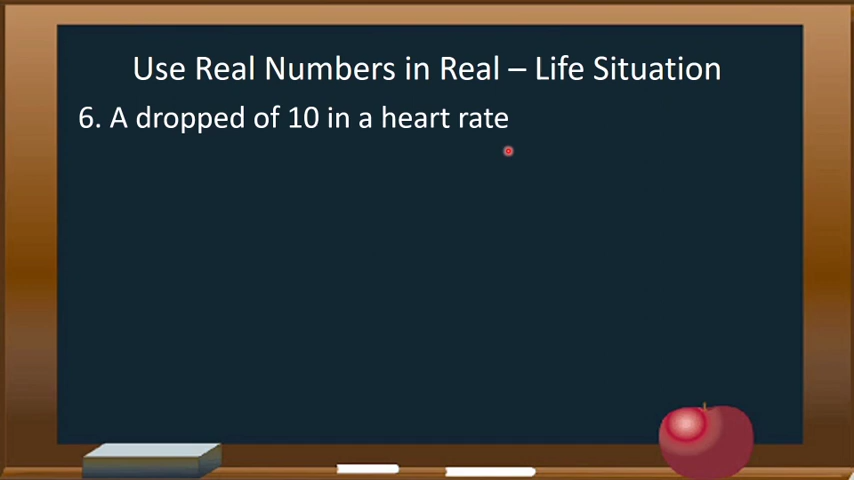 Use Real Numbers in Real – Life Situation
6. A dropped of 10 in a heart rate